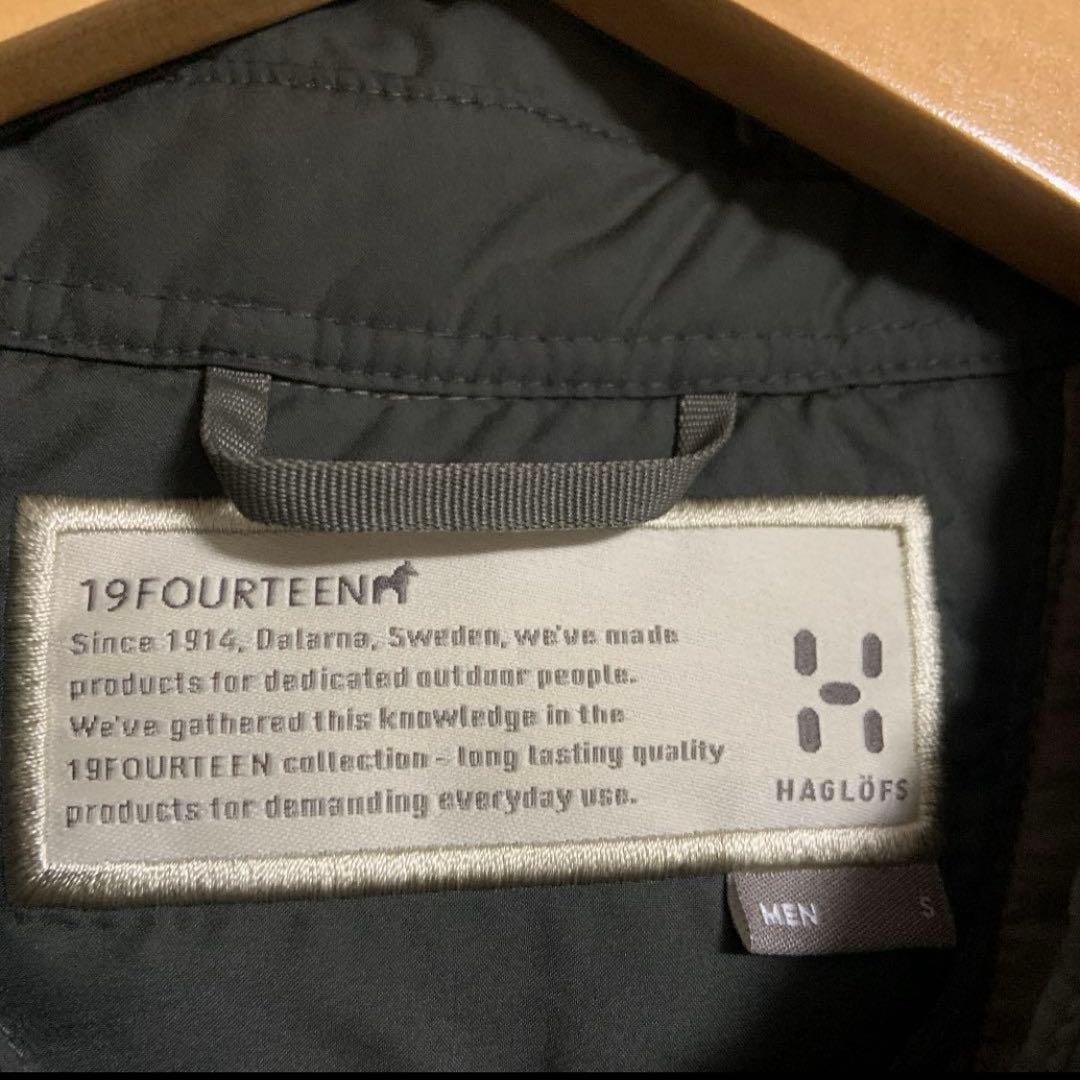 19FOURTEEN
Since 1914, Dalarna, Sweden, we've made
products for dedicated outdoor people.
We've gathered this knowledge in the
19FOURTEEN collection - long lasting quality
products for demanding everyday use.
HAGLÖFS
MEN S